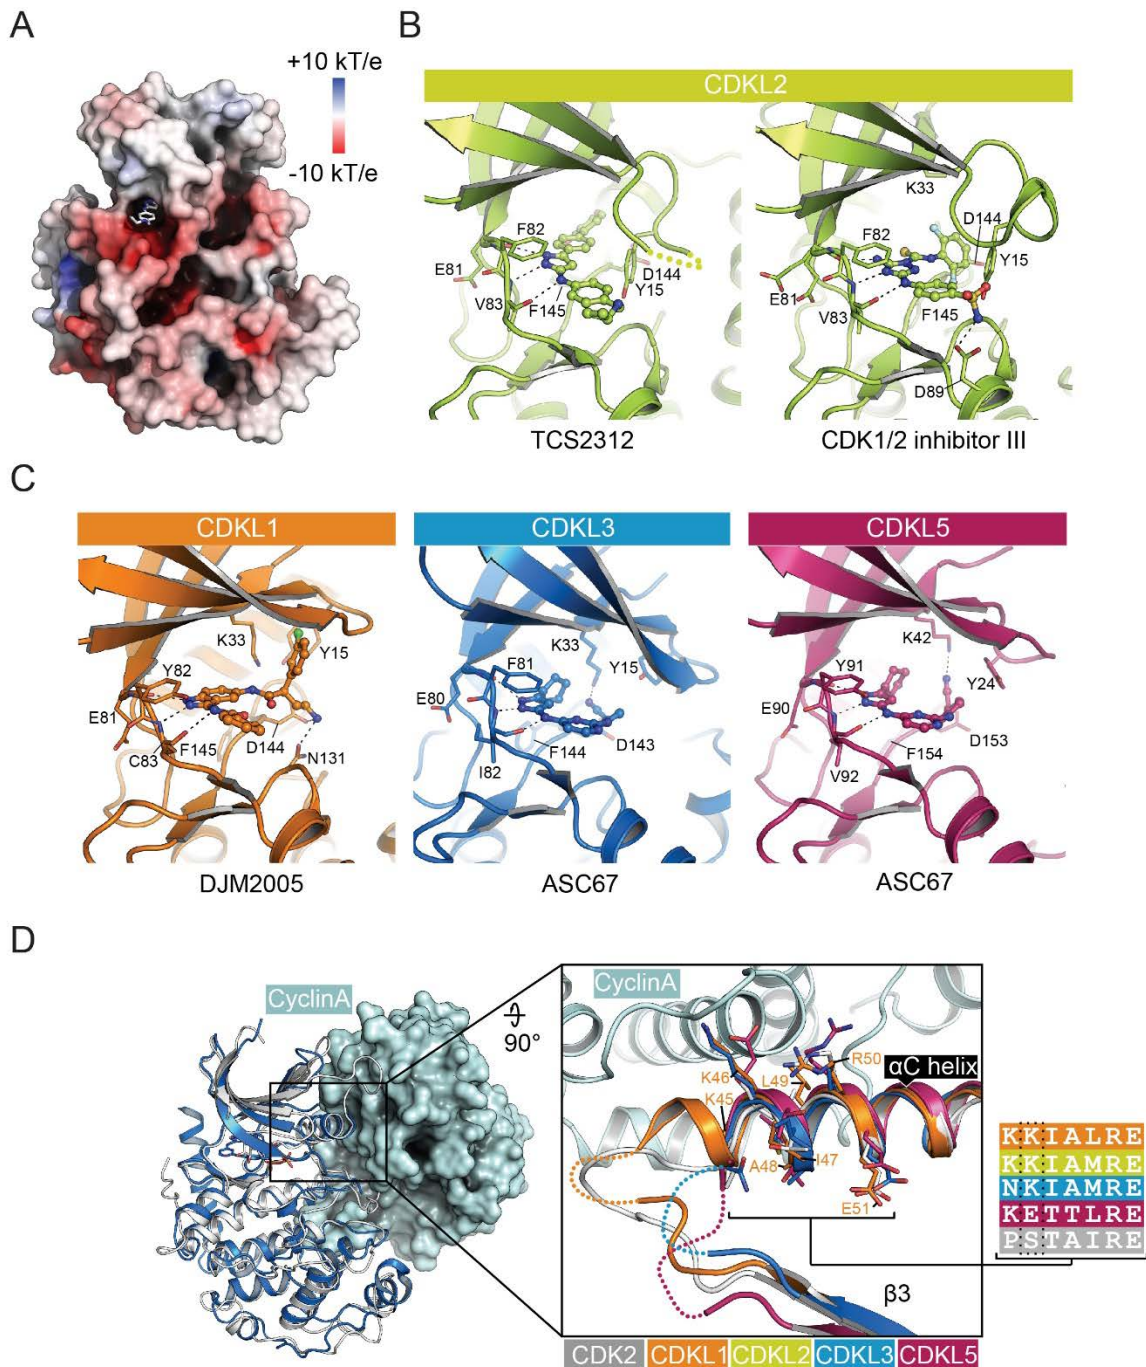 A
+10 kT/e
-10 kT/e
B
CDKL2
F82
E81
V83
F145
D144
Y15
TCS2312
K33
D144
F82
Y15
E81
V83
F145
D89
CDK1/2 inhibitor III
C
CDKL1
K33
Y15
Y82
E81
C83
F145
D144
N131
DJM2005
CDKL3
K33
F81
Y15
E80
I82
F144
D143
ASC67
CDKL5
K42
Y91
Y24
E90
V92
F154
D153
ASC67
D
CyclinA
90°
CyclinA
R50
αC helix
K46
L49
K45
A48
I47
E51
β3
KKIALRE
KKIAMRE
NKIAMRE
KETTLRE
PSTAIRE
CDK2 CDKL1 CDKL2 CDKL3 CDKL5